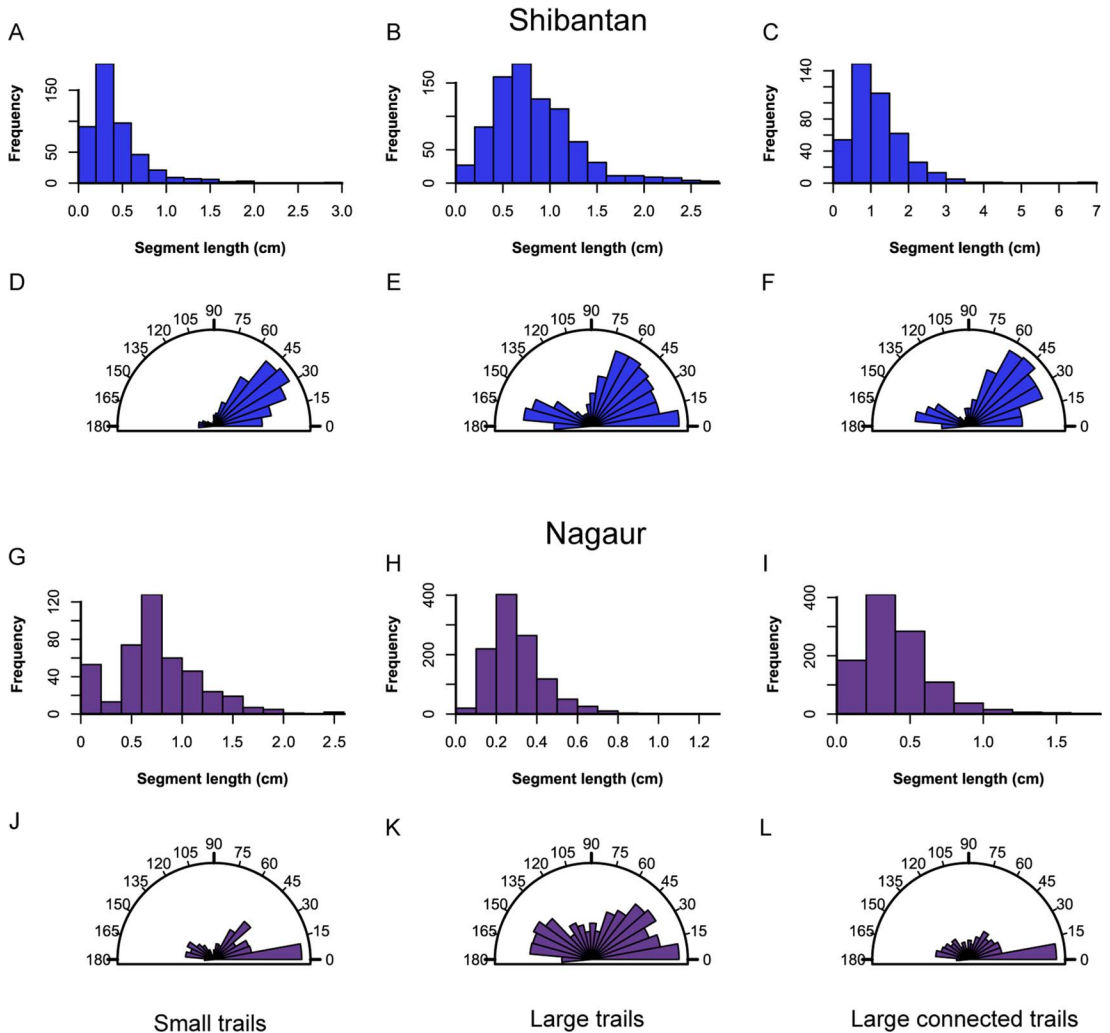 Shibantan
A
B
C
Frequency
50
150
0
0.0 0.5 1.0 1.5 2.0 2.5 3.0
Segment length (cm)
Frequency
150
50
0
0.0 0.5 1.0 1.5 2.0 2.5
Segment length (cm)
Frequency
140
80
40
0
0 1 2 3 4 5 6 7
Segment length (cm)
D
180 165 150 135 120 105 90 75 60 45 30 15 0
E
180 165 150 135 120 105 90 75 60 45 30 15 0
F
180 165 150 135 120 105 90 75 60 45 30 15 0
Nagaur
G
H
I
Frequency
120
80
40
0
0 0.5 1.0 1.5 2.0 2.5
Segment length (cm)
Frequency
400
200
0
0.0 0.2 0.4 0.6 0.8 1.0 1.2
Segment length (cm)
Frequency
400
200
0
0.0 0.5 1.0 1.5
Segment length (cm)
J
180 165 150 135 120 105 90 75 60 45 30 15 0
K
180 165 150 135 120 105 90 75 60 45 30 15 0
L
180 165 150 135 120 105 90 75 60 45 30 15 0
Small trails
Large trails
Large connected trails